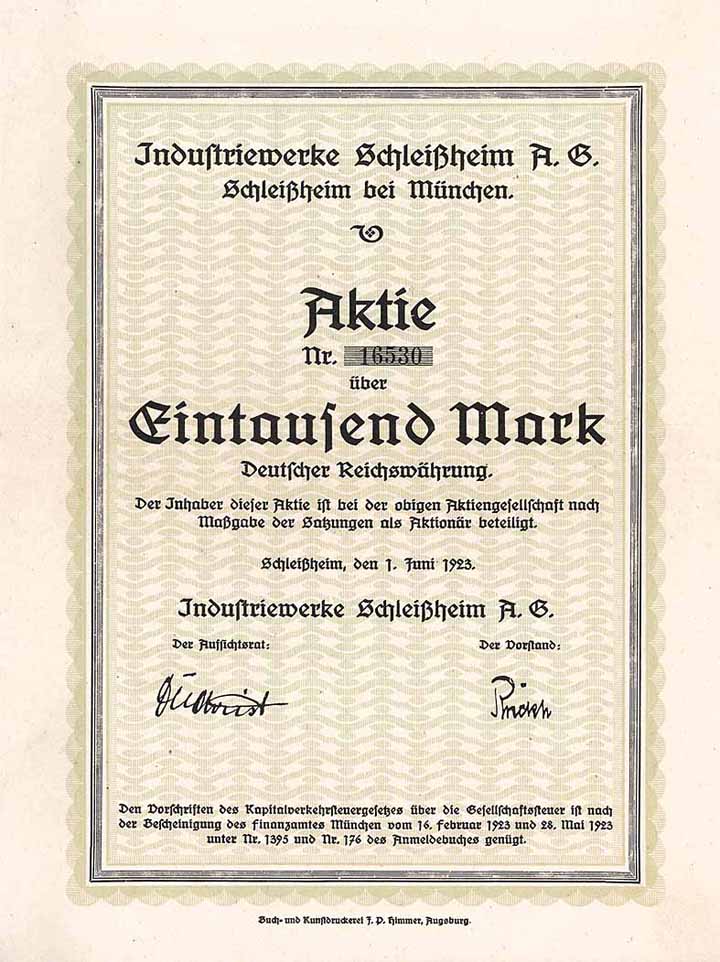 Industriewerke Schleißheim A. G.
Schleißheim bei München.
Aktie
Nr. 16530
über
Eintausend Mark
Deutscher Reichswährung.
Der Inhaber dieser Aktie ist bei der obigen Aktiengesellschaft nach
Maßgabe der Satzungen als Aktionär beteiligt.
Schleißheim, den 1. Juni 1923.
Industriewerke Schleißheim A. G.
Der Aufsichtsrat: Der Vorstand:
Den Vorschriften des Kapitalverkehrsteuergesetzes über die Gesellschaftsteuer ist nach
der Bescheinigung des Finanzamtes München vom 16. Februar 1923 und 28. Mai 1923
unter Nr. 1395 und Nr. 176 des Anmeldebuches genügt.
Buch- und Kunstdruckerei J. P. Himmer, Augsburg.